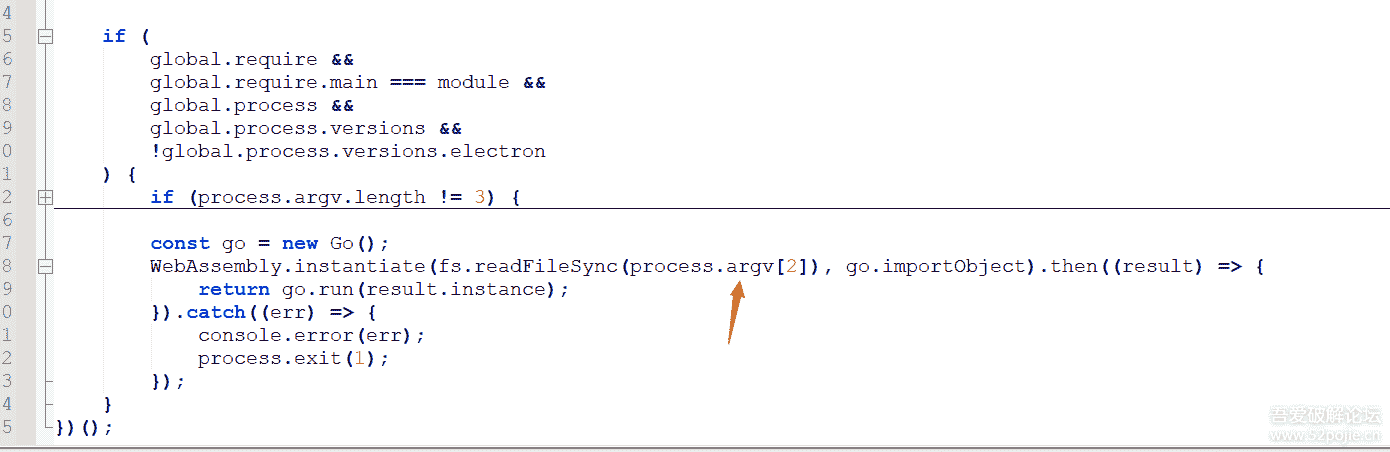 4
5 if (
6 global.require &&
7 global.require.main === module &&
8 global.process &&
9 global.process.versions &&
0 !global.process.versions.electron
1 ) {
2 if (process.argv.length != 3) {
6
7 const go = new Go();
8 WebAssembly.instantiate(fs.readFileSync(process.argv[2]), go.importObject).then((result) => {
9 return go.run(result.instance);
0 }).catch((err) => {
1 console.error(err);
2 process.exit(1);
3 });
4 }
5 })();
吾爱破解论坛
www.52pojie.cn